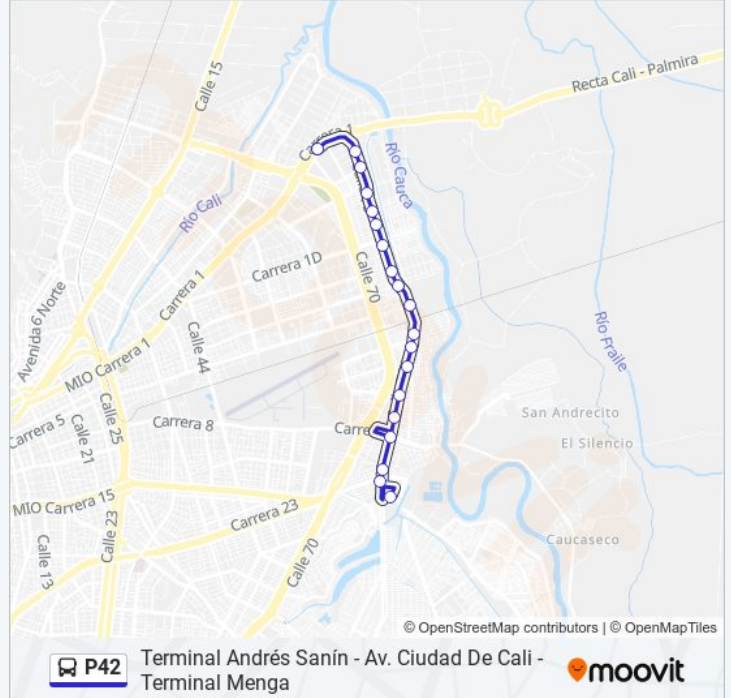 Calle 15
Recta Cali - Palmira
Carrera 1
Río Cauca
Río Cali
Carrera 1D
Calle 70
Carrera 1
Avenida6 Norte
Calle 44
Río Fraile
MIO Carrera 1
Carrera 5
Calle 25
Calle 21
Carrera 8
Carre
San Andrecito
El Silencio
MIO Carrera 15
Carrera 23
Calle 23
Calle 70
Calle 13
Caucaseco
© OpenStreetMap contributors | © OpenMapTiles
P42
Terminal Andrés Sanín - Av. Ciudad De Cali -
Terminal Menga
moovit